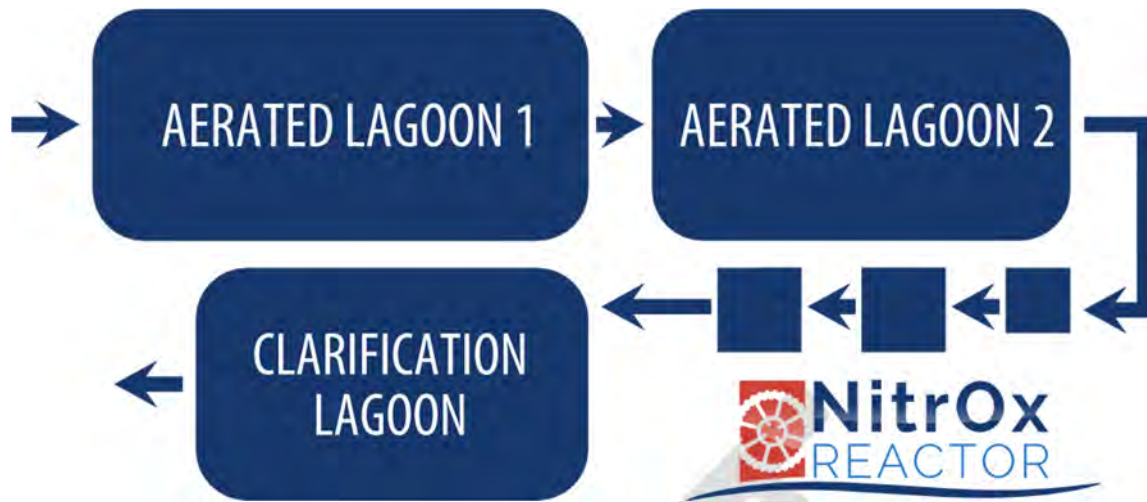 AERATED LAGOON 1
AERATED LAGOON 2
CLARIFICATION
LAGOON
NitrOx
REACTOR